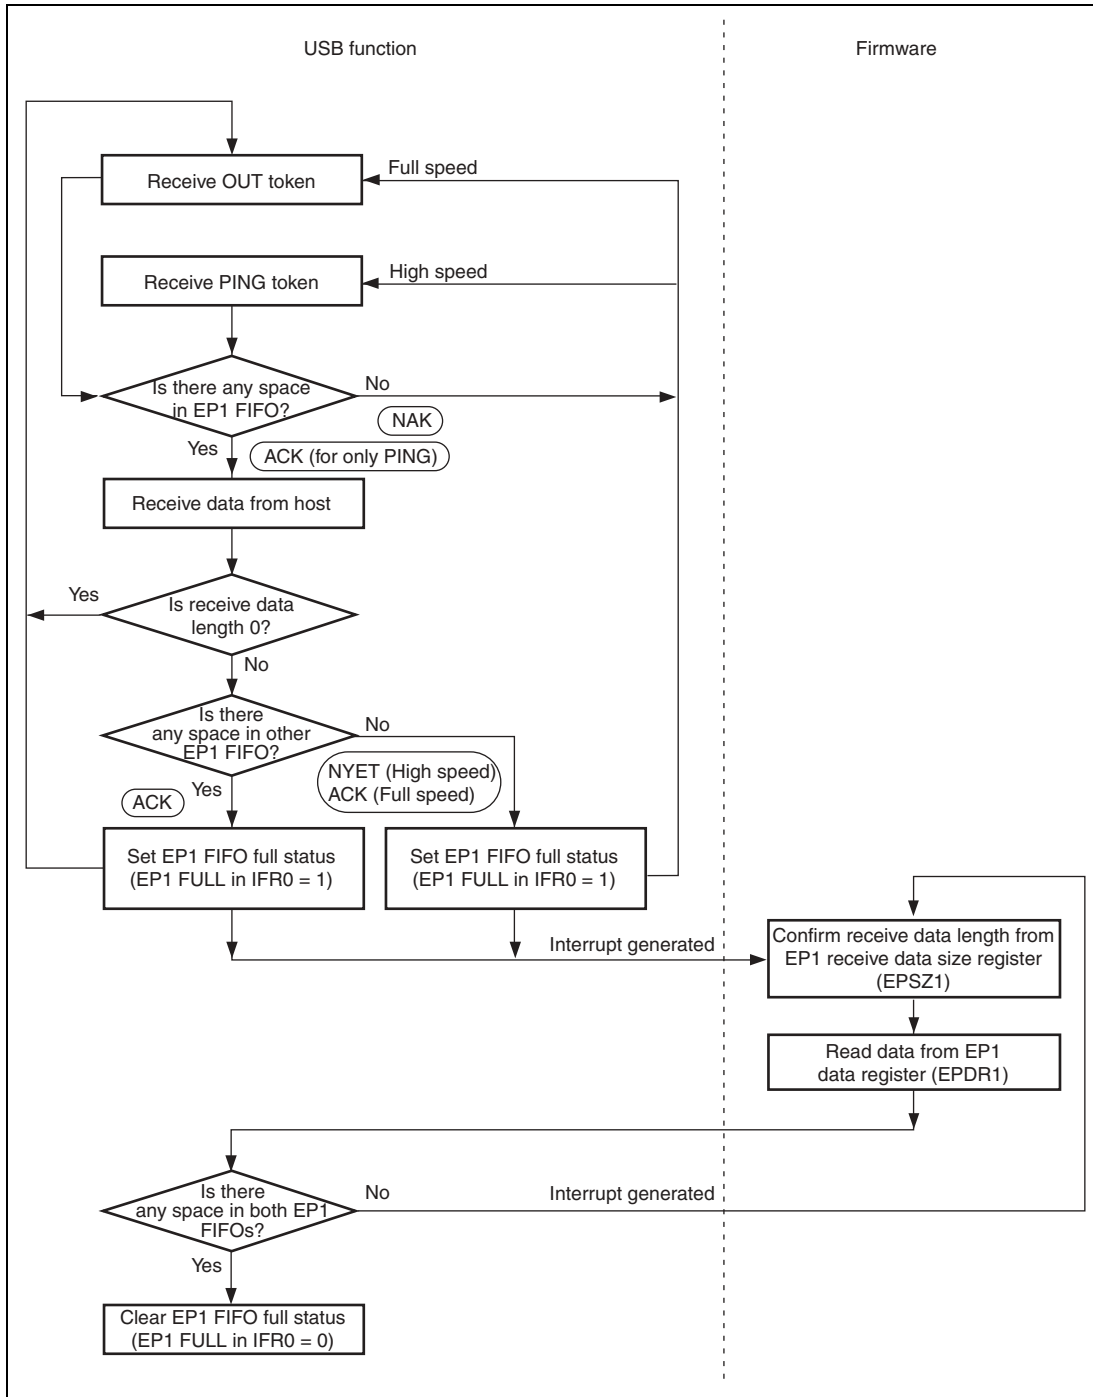 USB function
Firmware
Receive OUT token
Full speed
Receive PING token
High speed
Is there any space
in EP1 FIFO?
No
NAK
Yes
ACK (for only PING)
Receive data from host
Yes
Is receive data
length 0?
No
Is there
any space in other
EP1 FIFO?
No
NYET (High speed)
ACK (Full speed)
Yes
ACK
Set EP1 FIFO full status
(EP1 FULL in IFR0 = 1)
Set EP1 FIFO full status
(EP1 FULL in IFR0 = 1)
Interrupt generated
Confirm receive data length from
EP1 receive data size register
(EPSZ1)
Read data from EP1
data register (EPDR1)
Is there
any space in both EP1
FIFOs?
No
Interrupt generated
Yes
Clear EP1 FIFO full status
(EP1 FULL in IFR0 = 0)